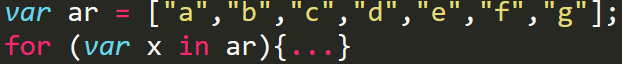 var ar = ["a","b","c","d","e","f","g"];
for (var x in ar){...}